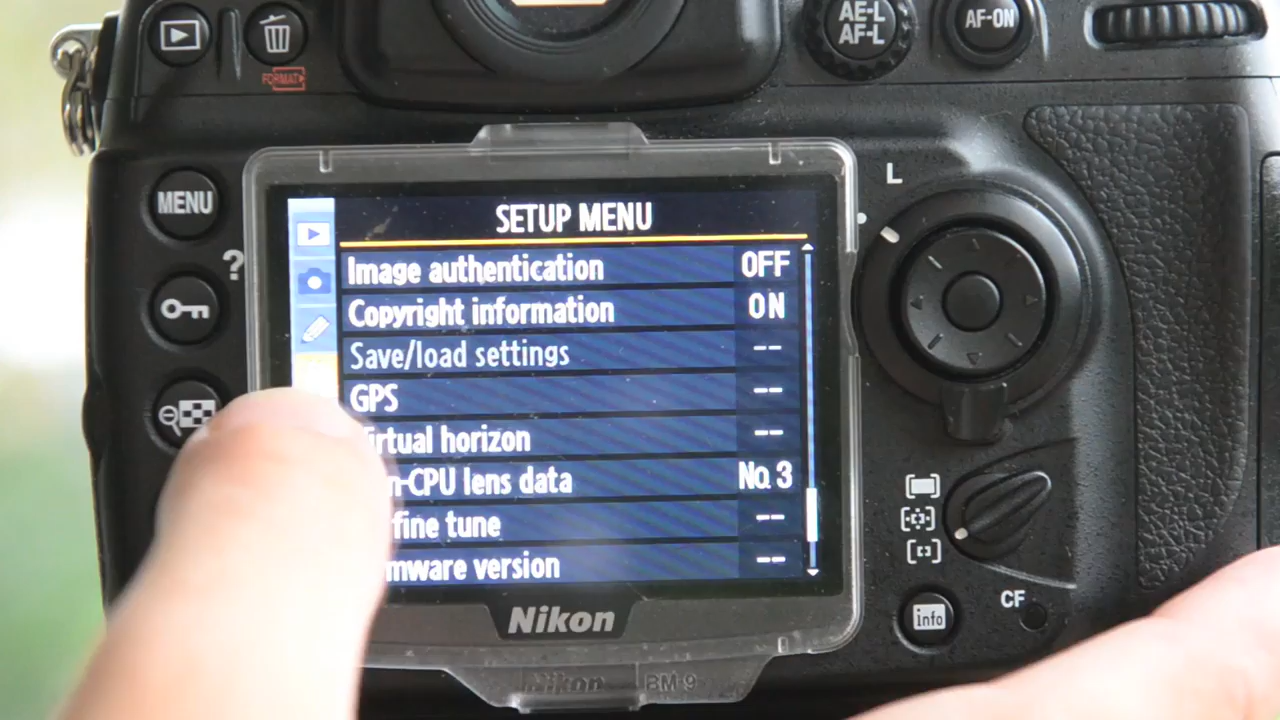 FORMAT
AE-L
AF-L
AF-ON
MENU
?
L
SETUP MENU
Image authentication OFF
Copyright information ON
Save/load settings --
GPS --
irtual horizon --
n-CPU lens data No. 3
fine tune --
mware version --
info
CF
Nikon
Nikon BM-9